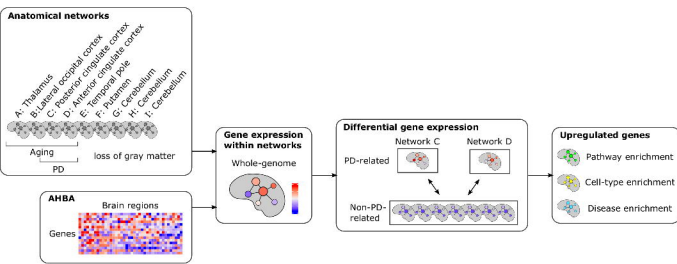 Anatomical networks
A: Thalamus
B:Lateral occipital cortex
C: Posterior cingulate cortex
D: Anterior cingulate cortex
E: Temporal pole
F: Putamen
G: Cerebellum
H: Cerebellum
I: Cerebellum
Aging
loss of gray matter
PD
AHBA
Brain regions
Genes
Gene expression
within networks
Whole-genome
Differential gene expression
Network C
Network D
PD-related
Non-PD-
related
Upregulated genes
Pathway enrichment
Cell-type enrichment
Disease enrichment